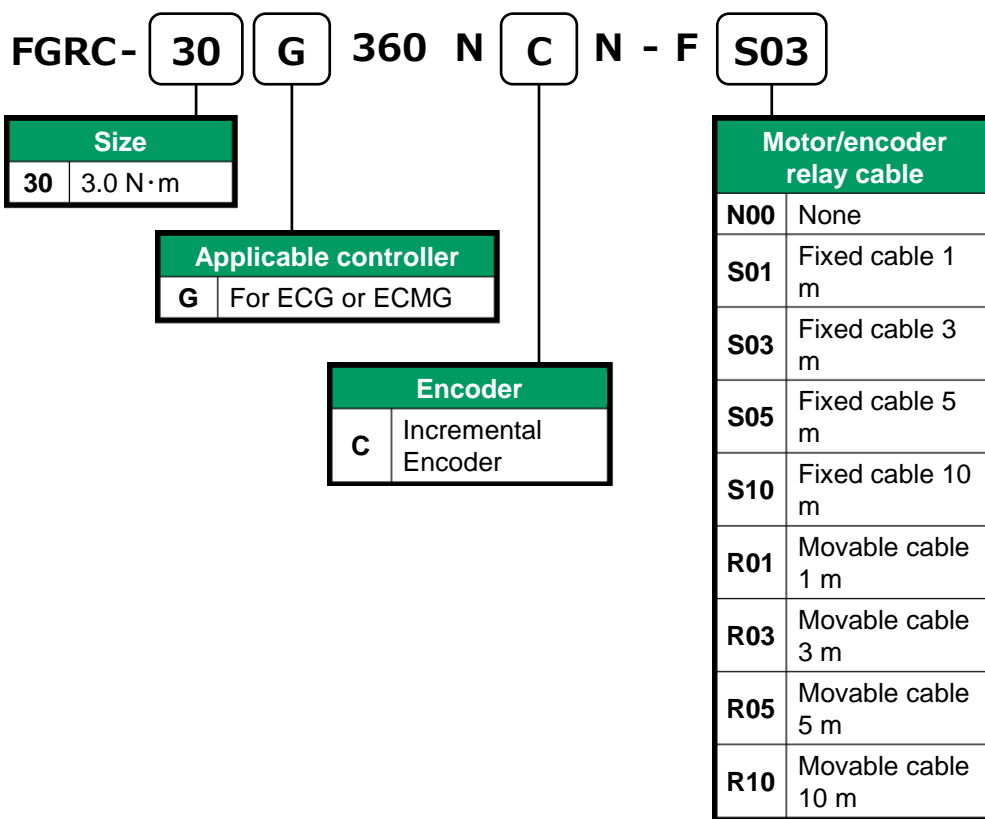 FGRC- 30 G 360 N C N - F S03
Size
30 3.0 N･m
Applicable controller
G For ECG or ECMG
Encoder
C Incremental
Encoder
Motor/encoder
relay cable
N00 None
S01 Fixed cable 1
m
S03 Fixed cable 3
m
S05 Fixed cable 5
m
S10 Fixed cable 10
m
R01 Movable cable
1 m
R03 Movable cable
3 m
R05 Movable cable
5 m
R10 Movable cable
10 m